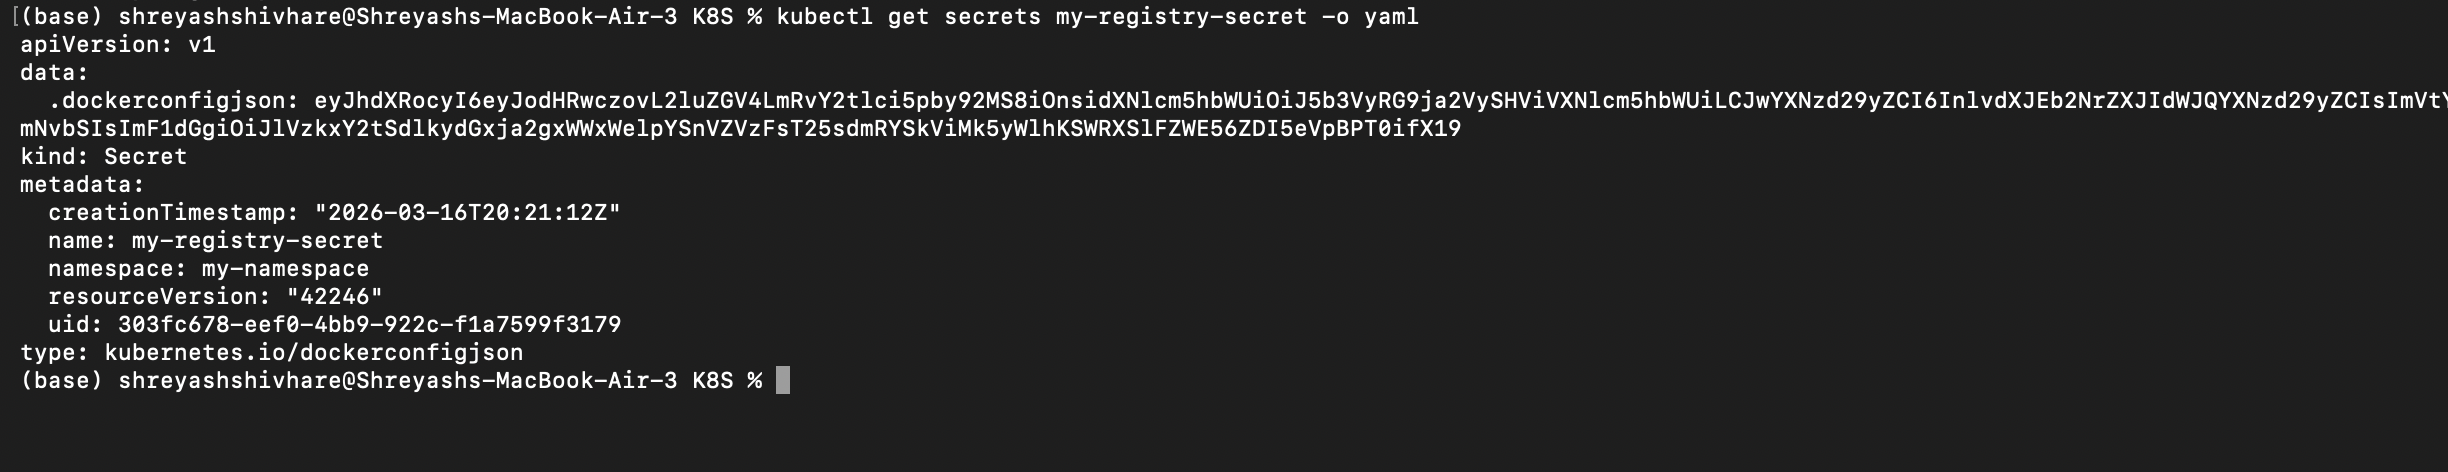 [(base) shreyashshivhare@Shreyashs-MacBook-Air-3 K8S % kubectl get secrets my-registry-secret -o yaml
apiVersion: v1
data:
  .dockerconfigjson: eyJhdXRocyI6eyJodHRwczovL2luZGV4LmRvY2tlci5pby92MS8iOnsidXNlcm5hbWUiOiJ5b3VyRG9ja2VySHViVXNlcm5hbWUiLCJwYXNzd29yZCI6InlvdXJEb2NrZXJIdWJQYXNzd29yZCIsImVtY
mNvbSIsImF1dGgiOiJlVzkxY2tSdlkydGxja2gxWWxWelpYSnVZVzFsT25sdmRYSkViMk5yWlhKSWRXSlFZWE56ZDI5eVpBPT0ifX19
kind: Secret
metadata:
  creationTimestamp: "2026-03-16T20:21:12Z"
  name: my-registry-secret
  namespace: my-namespace
  resourceVersion: "42246"
  uid: 303fc678-eef0-4bb9-922c-f1a7599f3179
type: kubernetes.io/dockerconfigjson
(base) shreyashshivhare@Shreyashs-MacBook-Air-3 K8S %